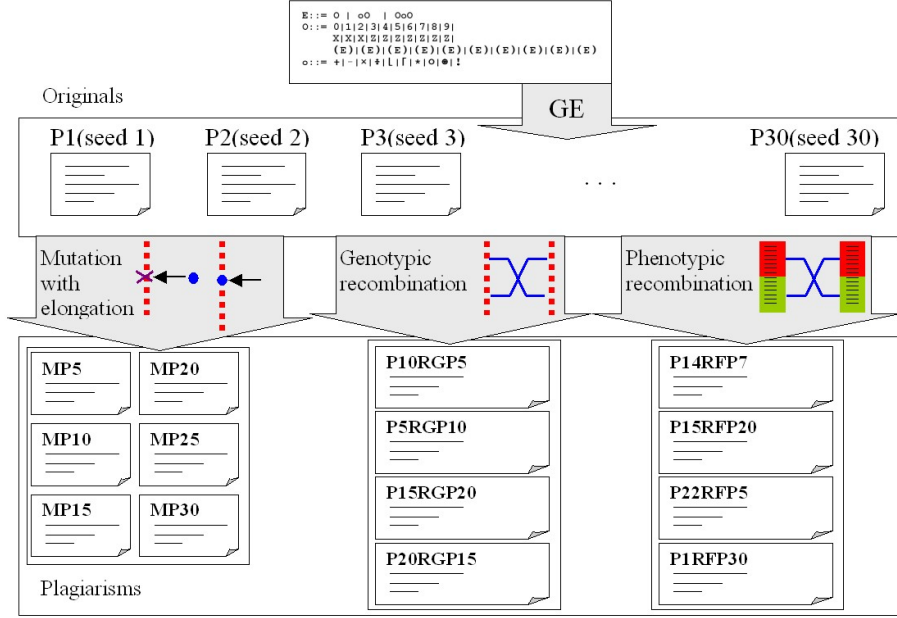 E::= O | oO | OoO
O::= 0|1|2|3|4|5|6|7|8|9|
X|X|X|Z|Z|Z|Z|Z|Z|Z|
(E)|(E)|(E)|(E)|(E)|(E)|(E)|(E)|(E)|(E)
Originals
GE
P1(seed 1)
P2(seed 2)
P3(seed 3)
. . .
P30(seed 30)
Mutation
with
elongation
Genotypic
recombination
Phenotypic
recombination
MP5
MP20
MP10
MP25
MP15
MP30
P10RGP5
P5RGP10
P15RGP20
P20RGP15
P14RFP7
P15RFP20
P22RFP5
P1RFP30
Plagiarisms